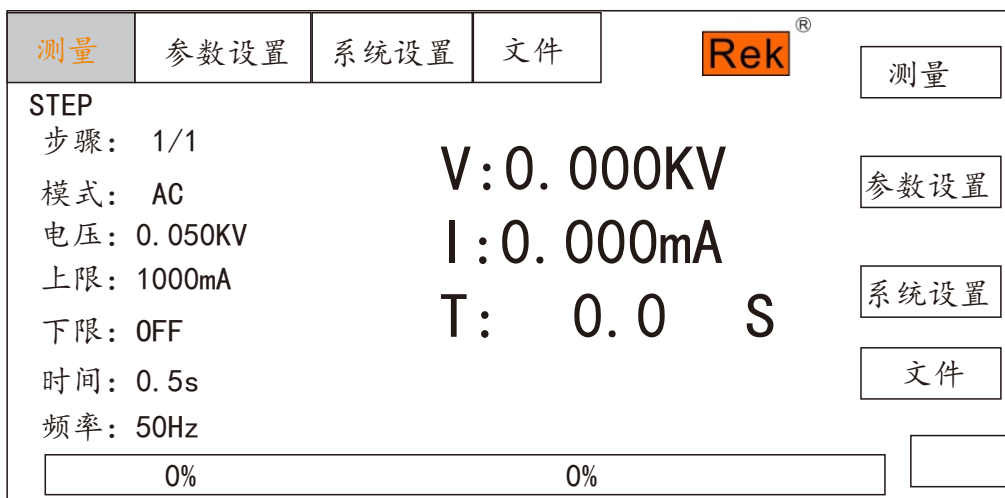 测量 参数设置 系统设置 文件 Rek®
测量
STEP
步骤： 1/1
模式： AC
电压：0.050KV
上限：1000mA
下限：OFF
时间：0.5s
频率：50Hz
V:0.000KV
I:0.000mA
T: 0.0 S
参数设置
系统设置
文件
0% 0%